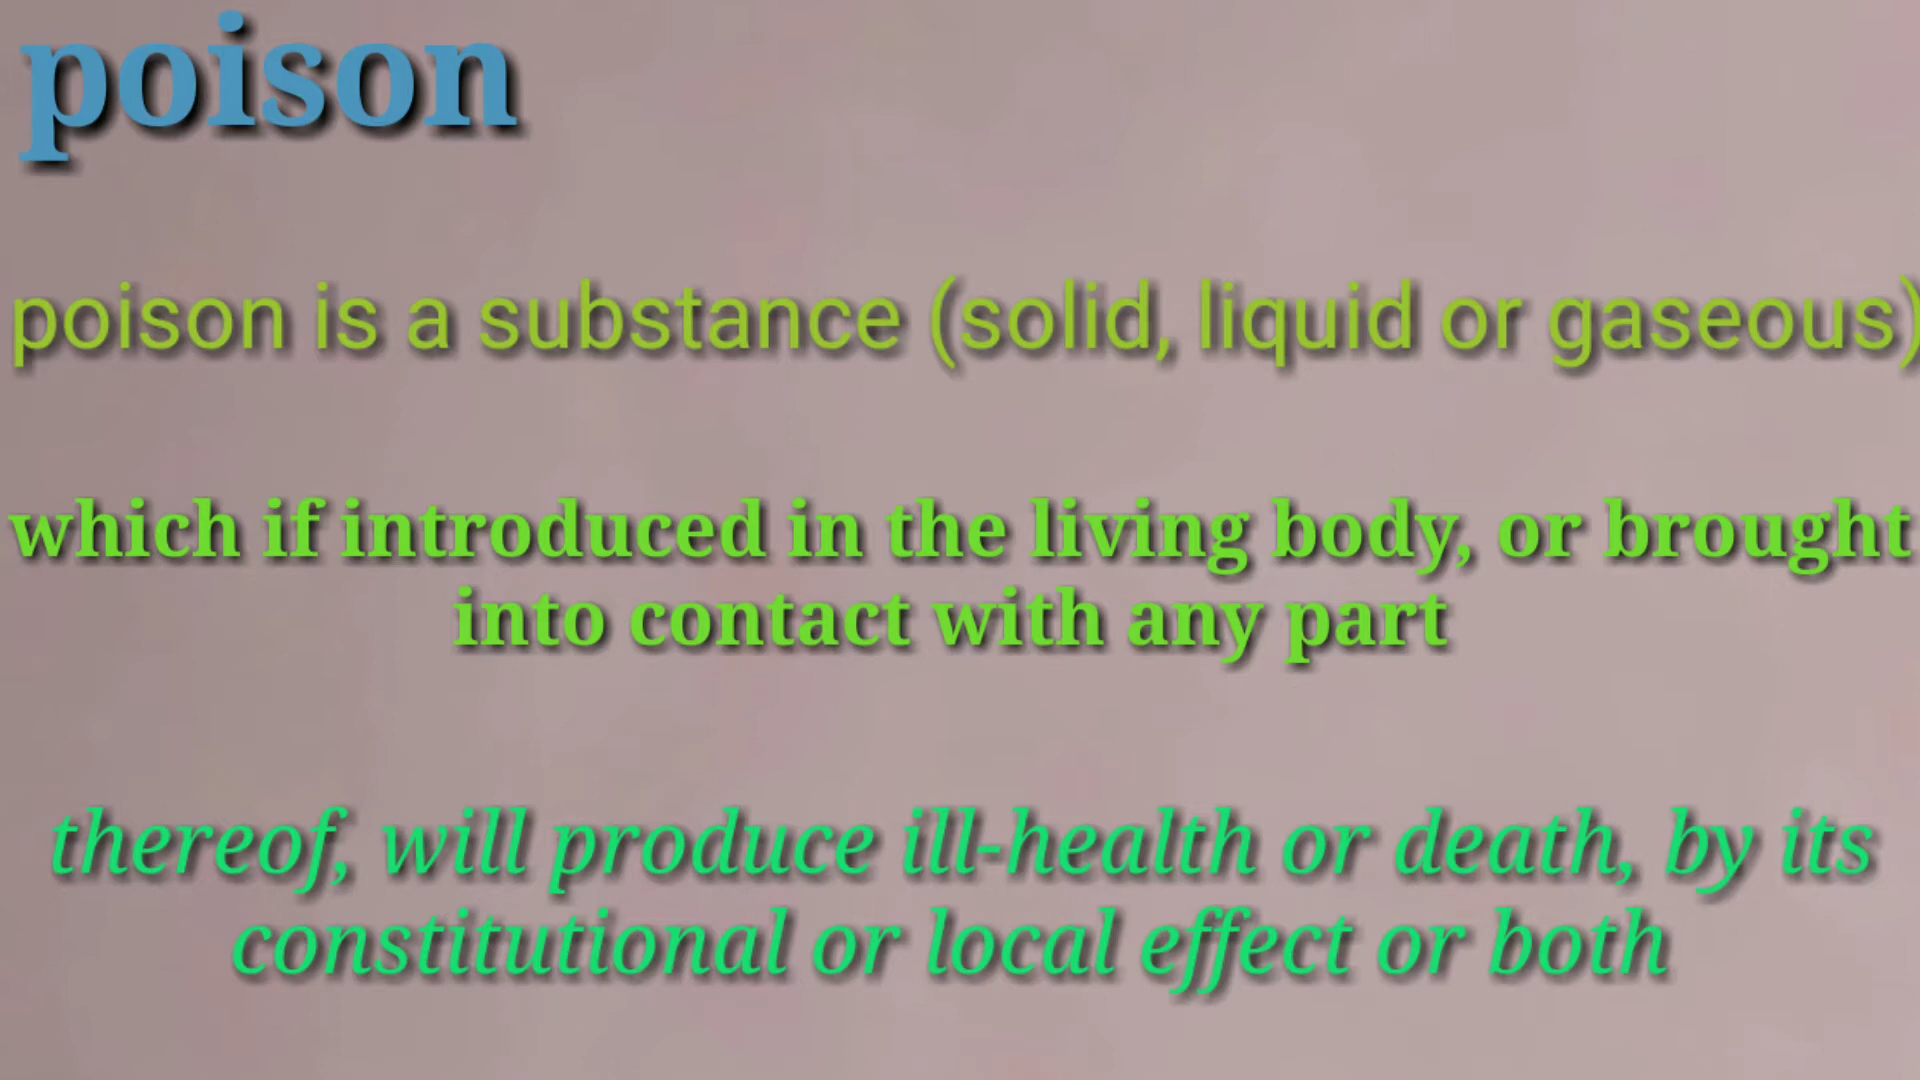 poison
poison is a substance (solid, liquid or gaseous)
which if introduced in the living body, or brought
into contact with any part
thereof, will produce ill-health or death, by its
constitutional or local effect or both